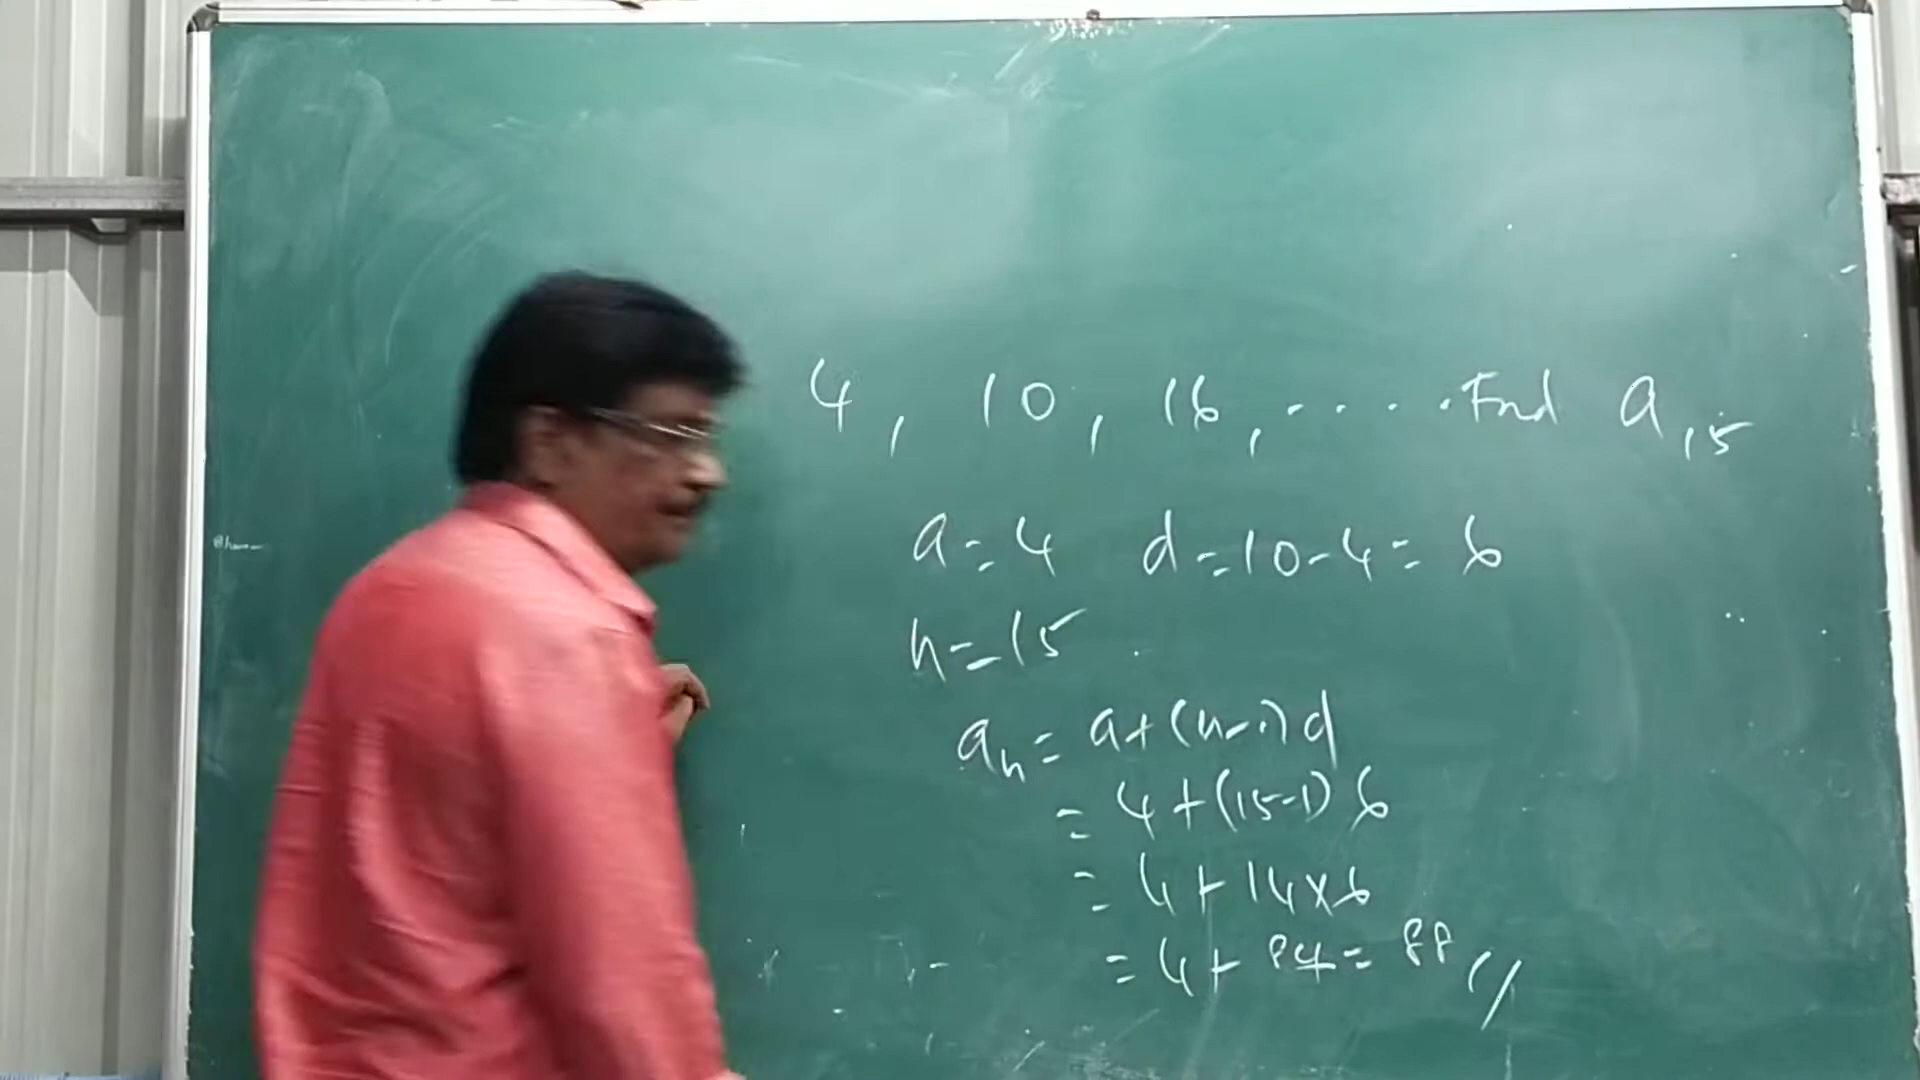 4, 10, 16, ..... Find a₁₅
a = 4 d = 10 - 4 = 6
n = 15
aₙ = a + (n-1)d
= 4 + (15-1) 6
= 4 + 14 x 6
= 4 + 84 = 88 //